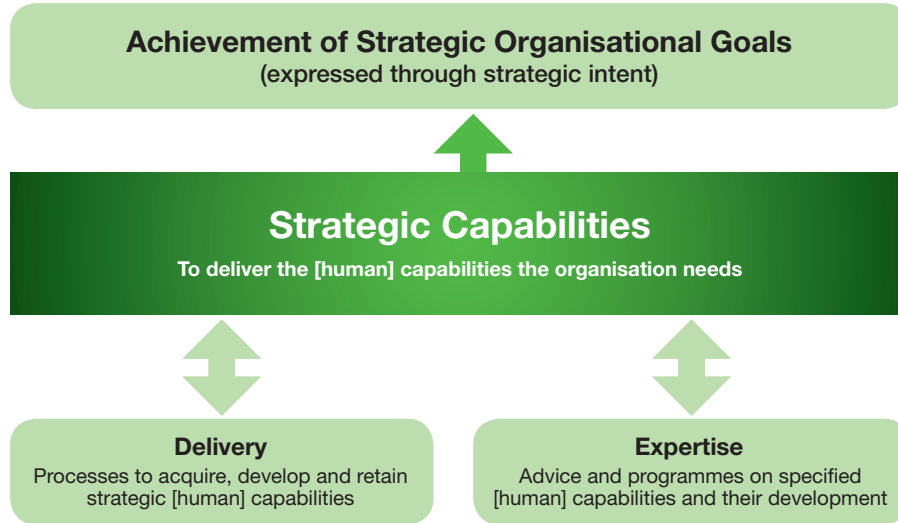 Achievement of Strategic Organisational Goals
(expressed through strategic intent)
Strategic Capabilities
To deliver the [human] capabilities the organisation needs
Delivery
Processes to acquire, develop and retain
strategic [human] capabilities
Expertise
Advice and programmes on specified
[human] capabilities and their development